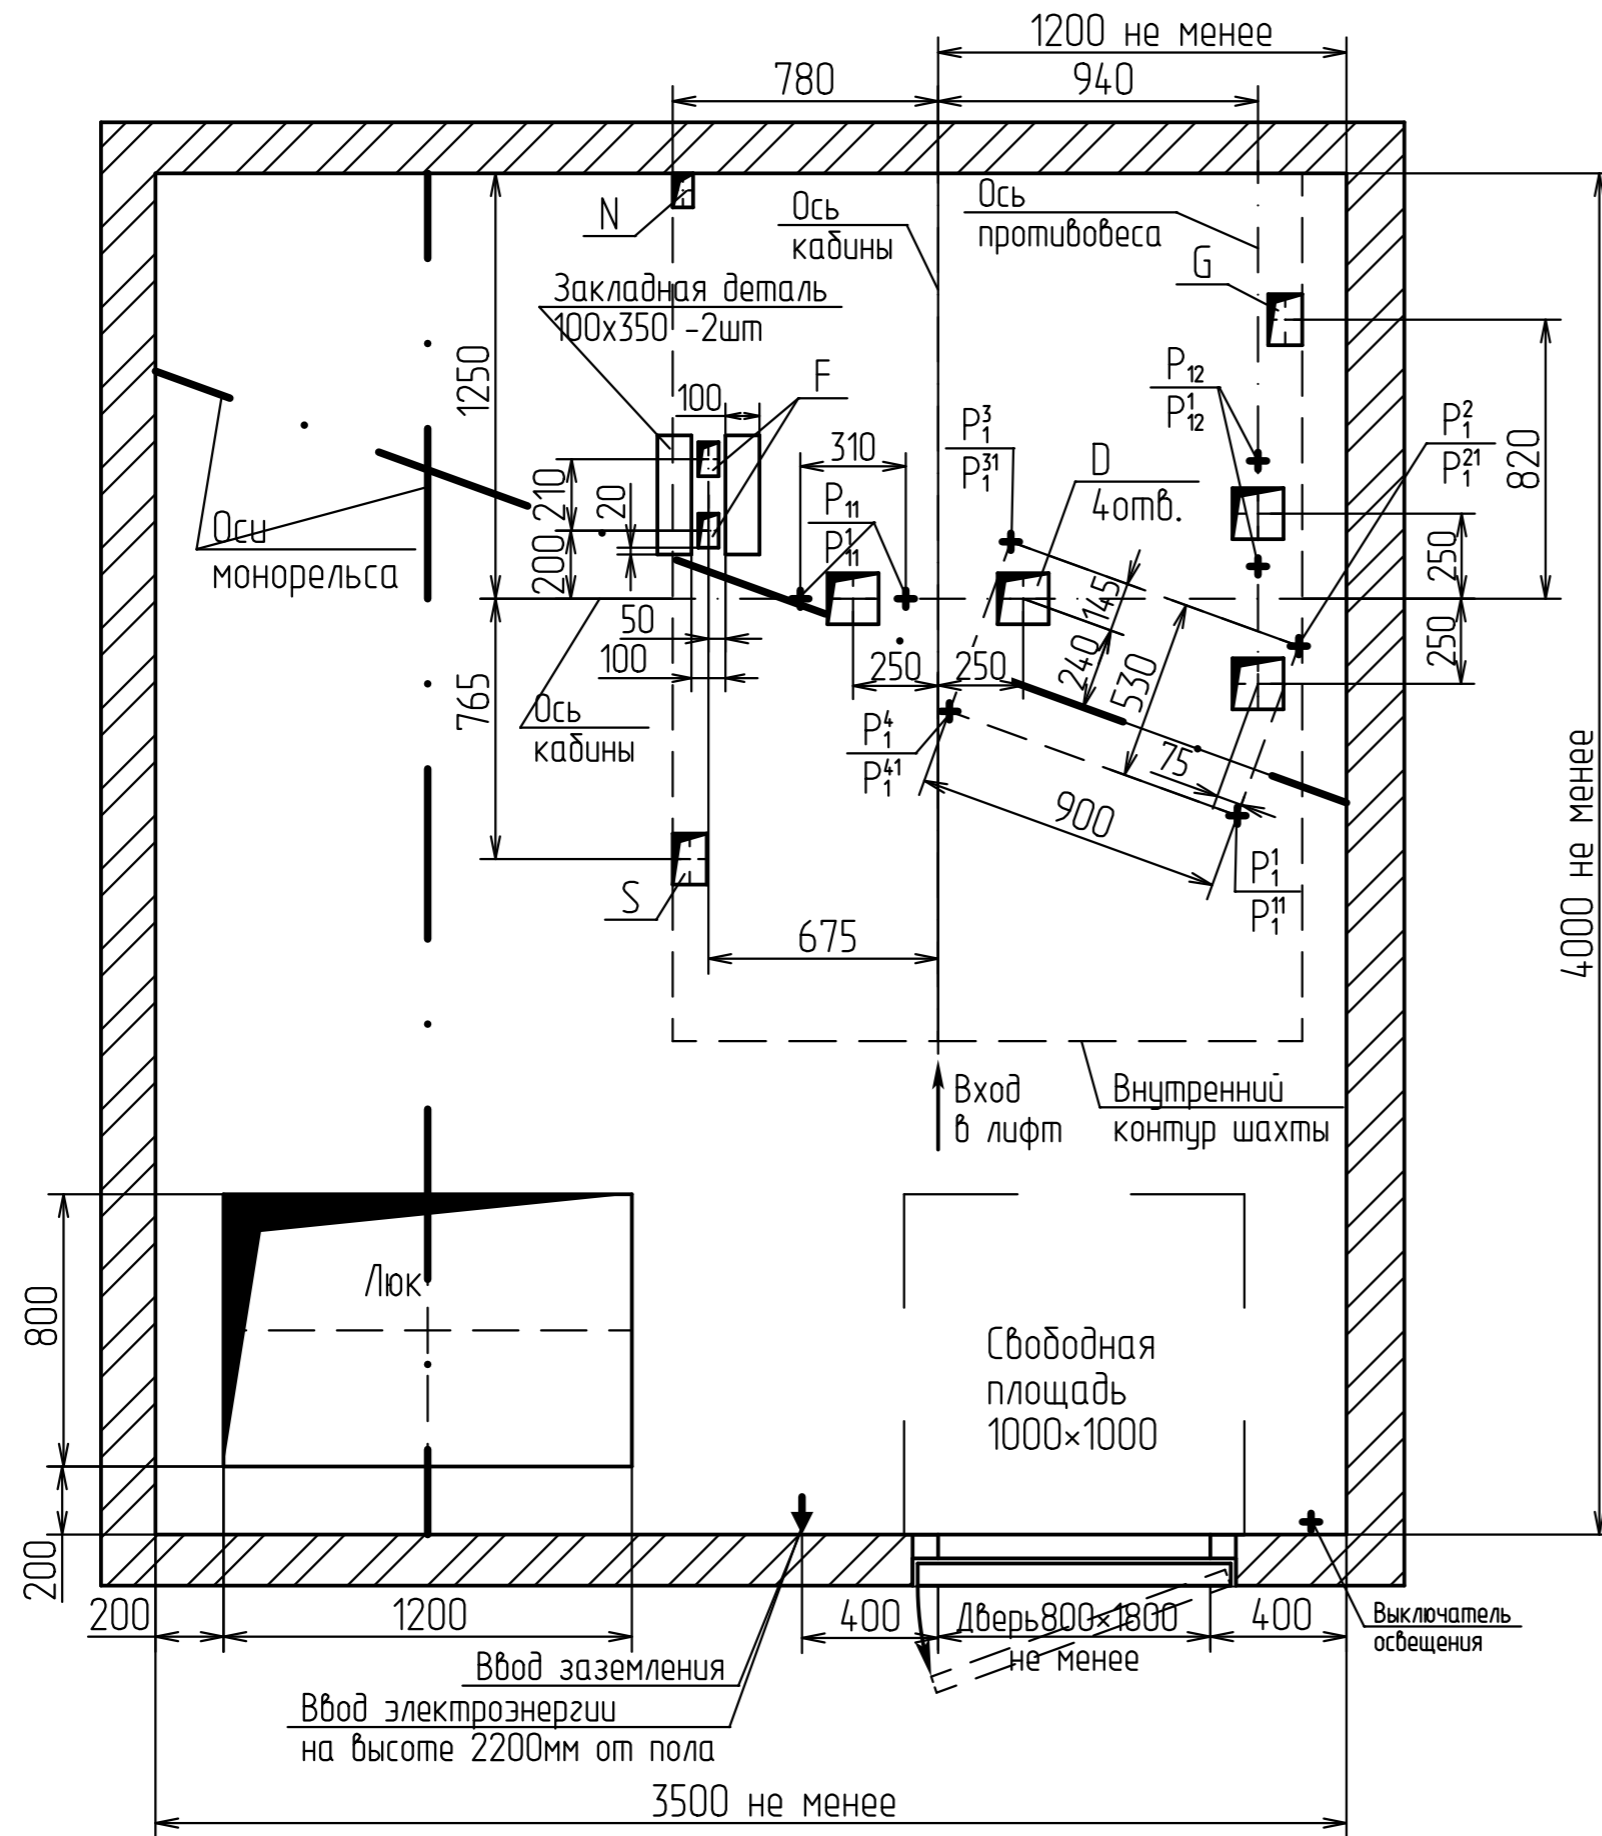 1200 не менее
780
940
N
Ось
кабины
Ось
противовеса
G
Закладная деталь
100х350 -2шт
1250
100
F
P₁₂
P¹₁₂
P³₁
P³¹₁
P²₁
P²¹₁
820
310
D
4отв.
210
20
P₁₁
P¹₁₁
Оси
монорельса
200
250
145
50
100
250
250
240
530
250
765
Ось
кабины
P⁴₁
P⁴¹₁
75
900
4000 не менее
P¹₁
P¹¹₁
S
675
Вход
в лифт
Внутренний
контур шахты
800
Люк
Свободная
площадь
1000×1000
200
200
1200
400
Дверь800×1800
не менее
400
Выключатель
освещения
Ввод заземления
Ввод электроэнергии
на высоте 2200мм от пола
3500 не менее